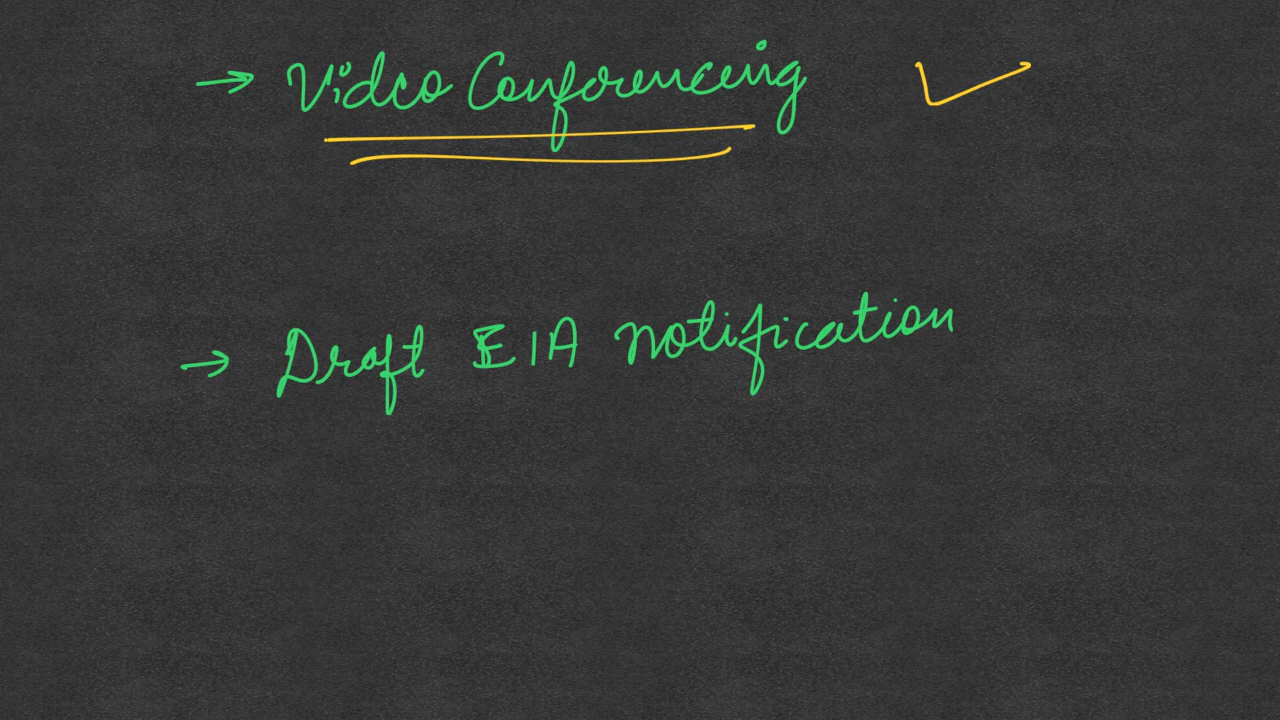 → Video Conferencing ✓
→ Draft EIA notification